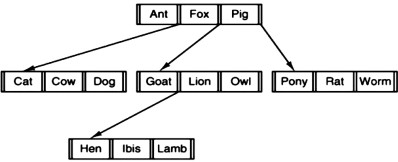 Ant Fox Pig
Cat Cow Dog Goat Lion Owl Pony Rat Worm
Hen Ibis Lamb